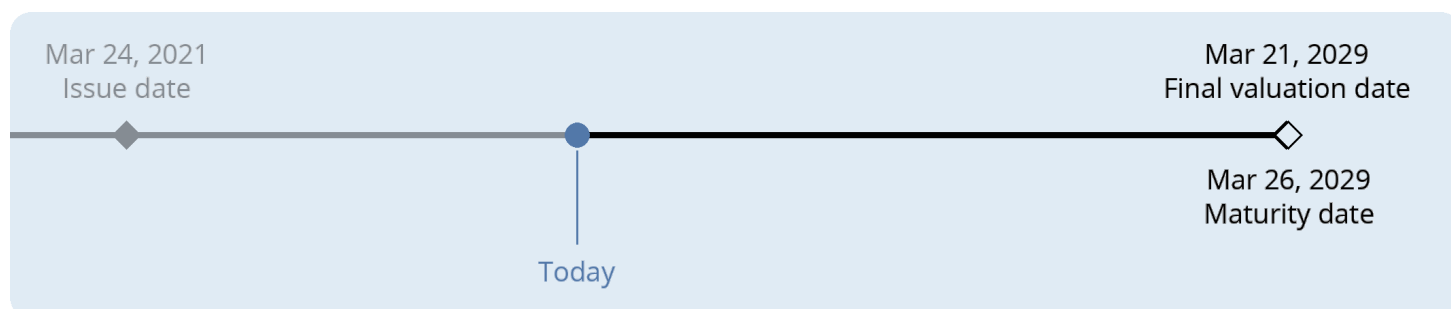 Mar 24, 2021
Issue date
Mar 21, 2029
Final valuation date
Mar 26, 2029
Maturity date
Today